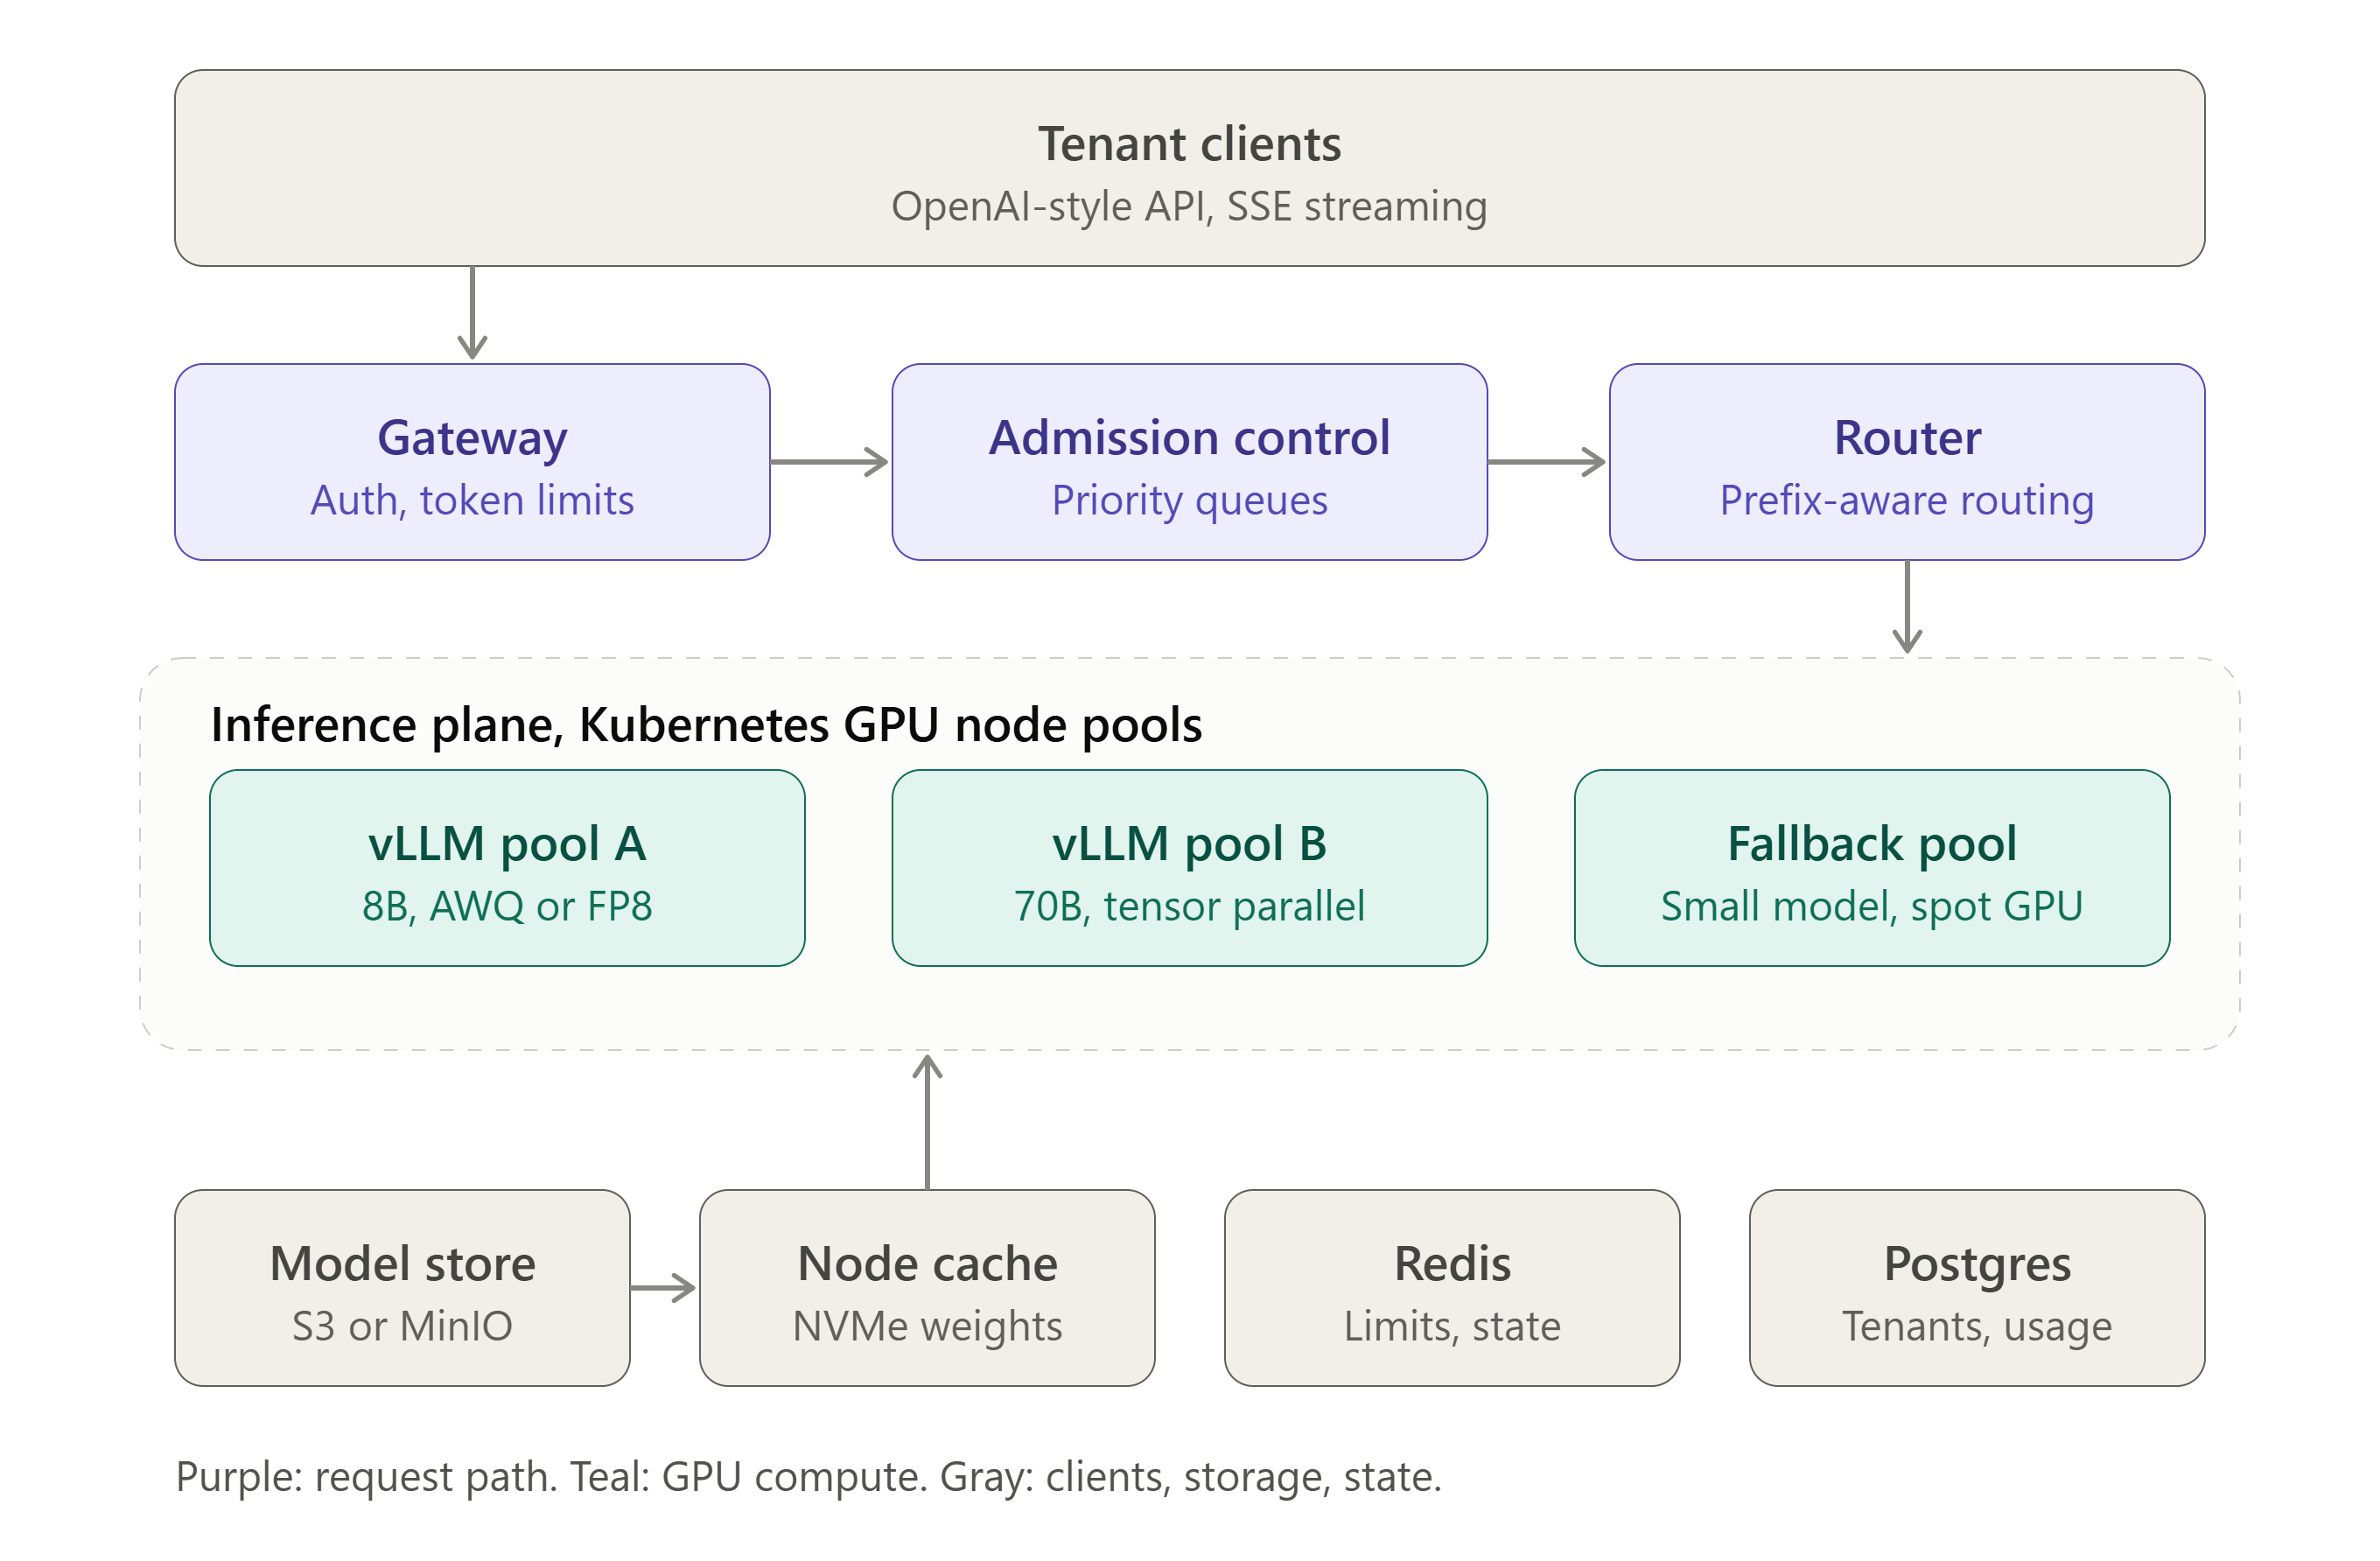 Tenant clients
OpenAI-style API, SSE streaming
Gateway
Auth, token limits
Admission control
Priority queues
Router
Prefix-aware routing
Inference plane, Kubernetes GPU node pools
vLLM pool A
8B, AWQ or FP8
vLLM pool B
70B, tensor parallel
Fallback pool
Small model, spot GPU
Model store
S3 or MinIO
Node cache
NVMe weights
Redis
Limits, state
Postgres
Tenants, usage
Purple: request path. Teal: GPU compute. Gray: clients, storage, state.